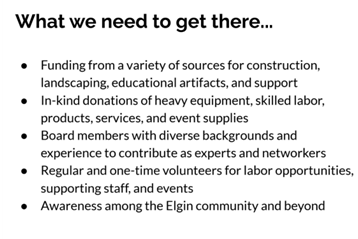 What we need to get there...
● Funding from a variety of sources for construction,
landscaping, educational artifacts, and support
● In-kind donations of heavy equipment, skilled labor,
products, services, and event supplies
● Board members with diverse backgrounds and
experience to contribute as experts and networkers
● Regular and one-time volunteers for labor opportunities,
supporting staff, and events
● Awareness among the Elgin community and beyond